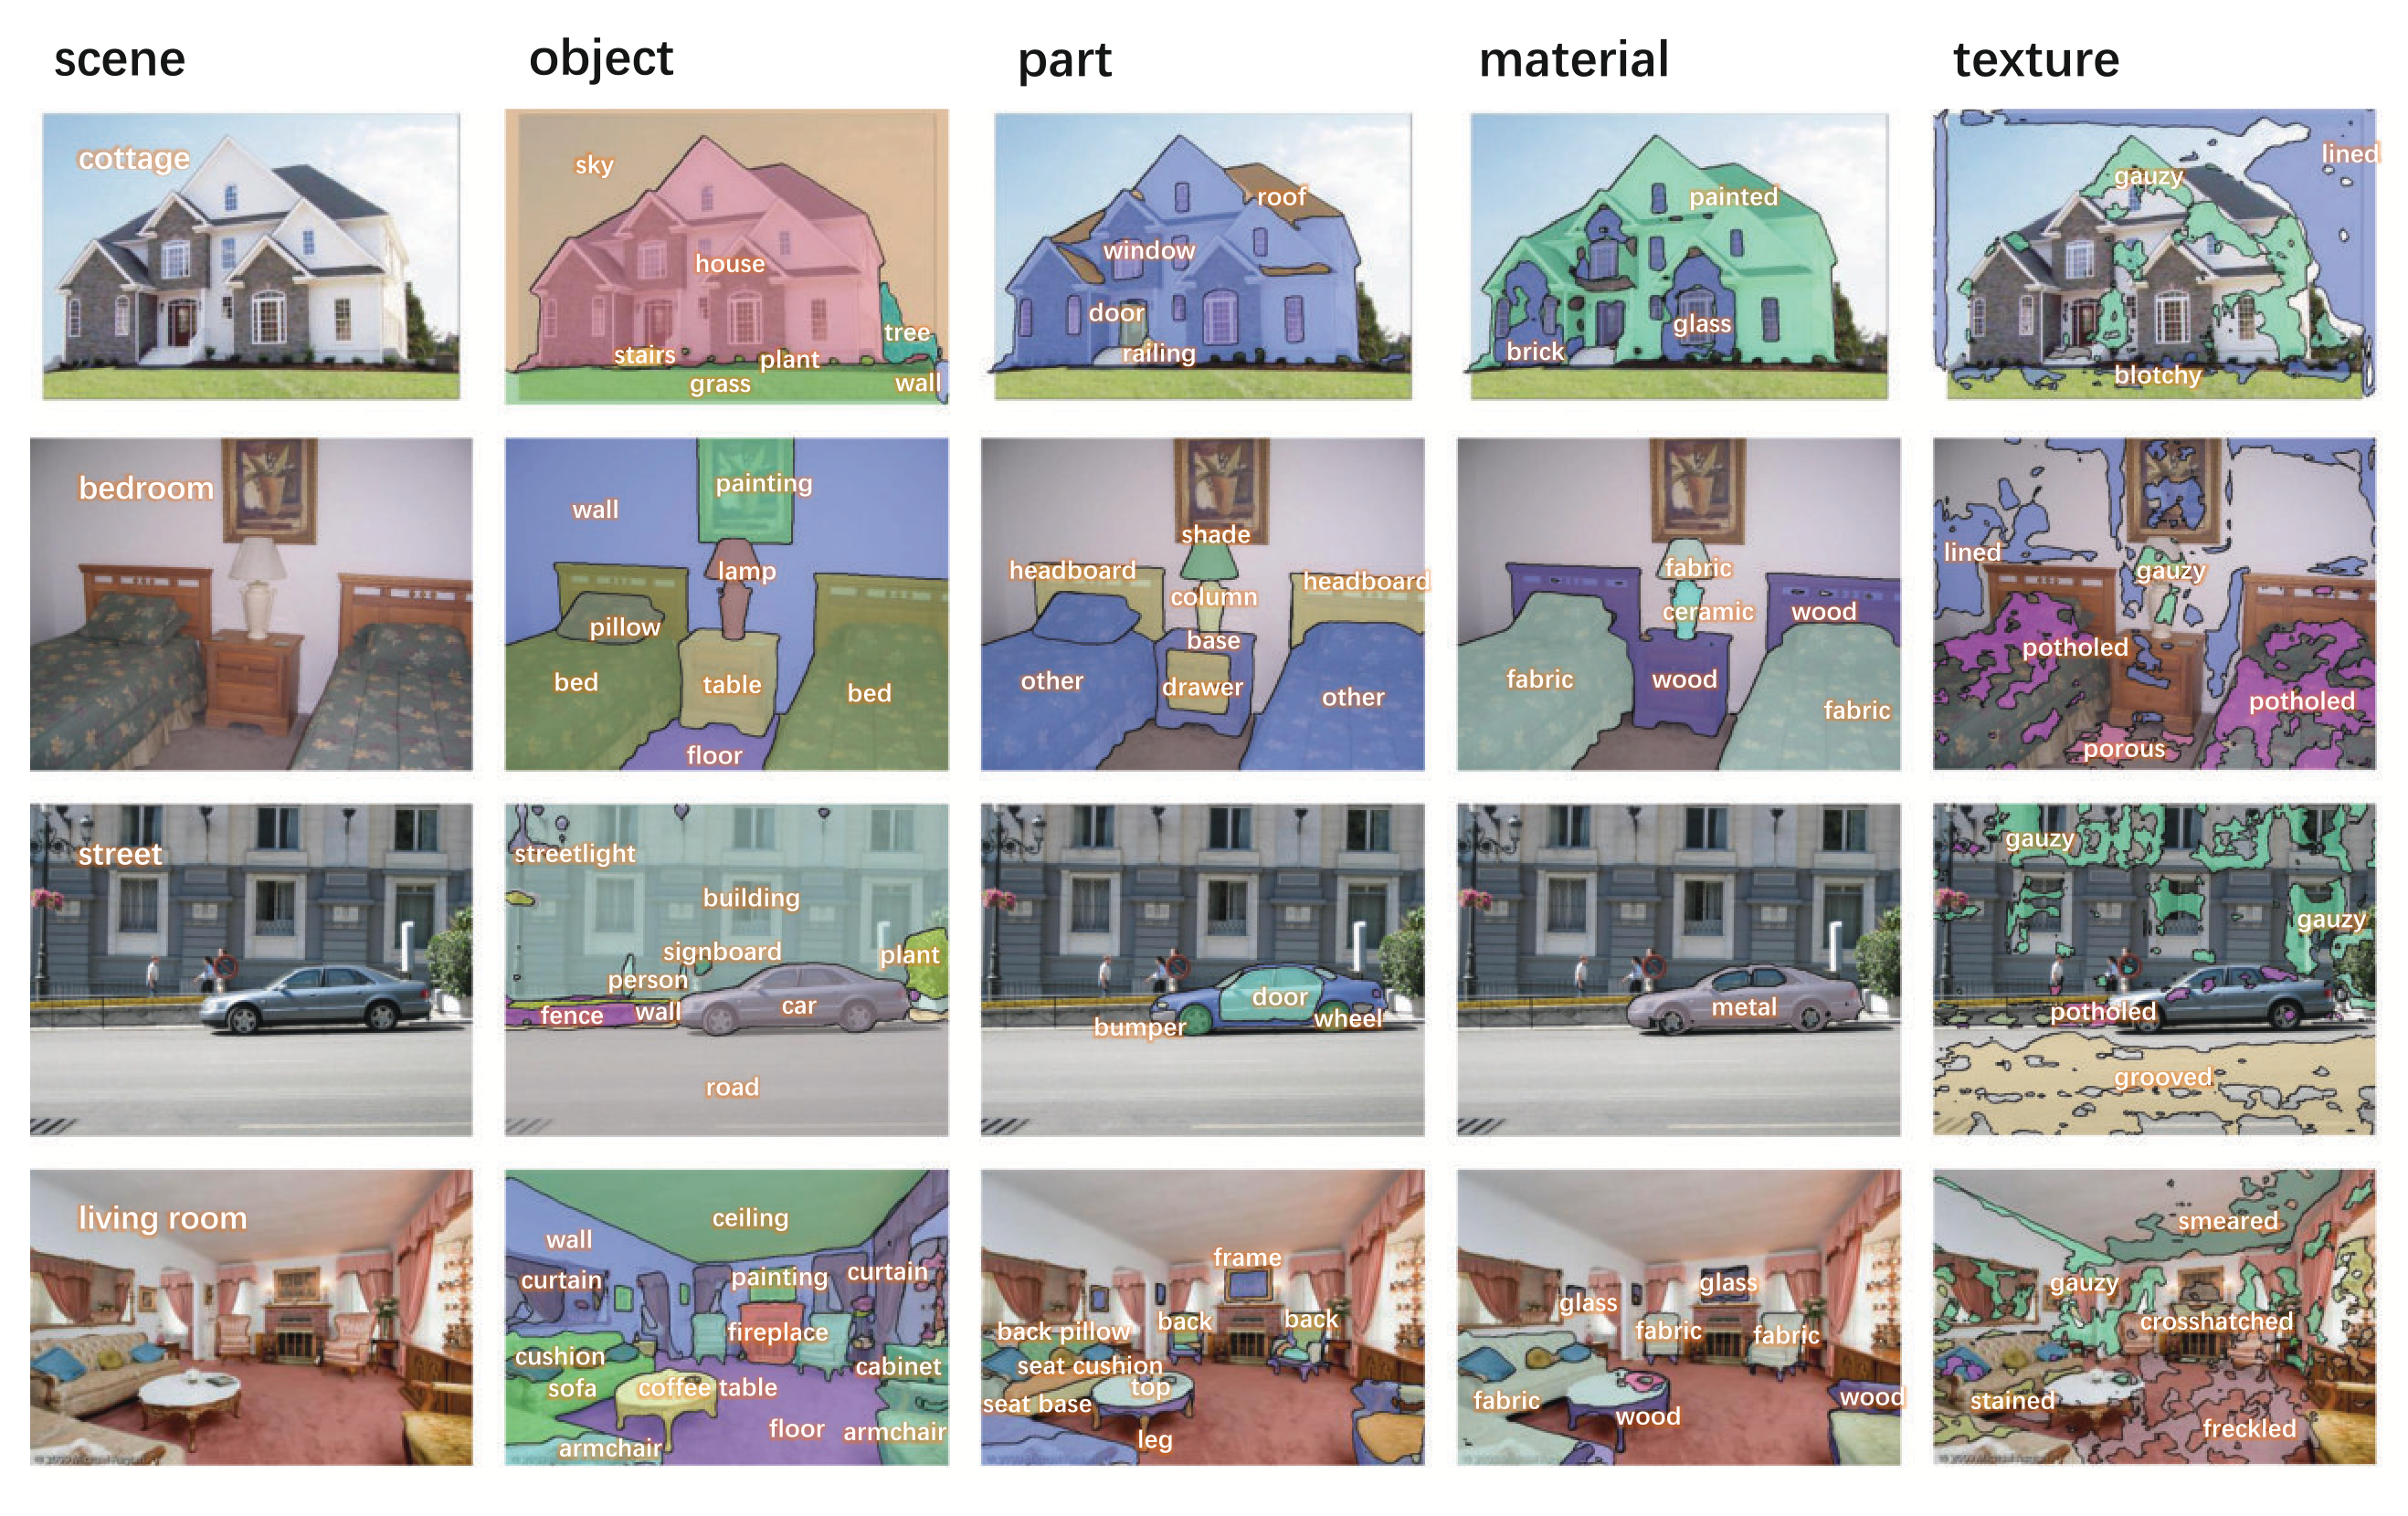 scene object part material texture
cottage
sky
house
tree
stairs
plant
grass
wall
roof
window
door
railing
painted
glass
brick
lined
gauzy
blotchy
bedroom
painting
wall
lamp
pillow
bed
table
bed
floor
shade
headboard
headboard
column
base
other
drawer
other
fabric
ceramic
wood
fabric
wood
fabric
lined
gauzy
potholed
potholed
porous
street
streetlight
building
signboard
plant
person
fence
wall
car
road
door
bumper
wheel
metal
gauzy
gauzy
potholed
grooved
living room
ceiling
wall
curtain
painting
curtain
fireplace
cushion
cabinet
sofa
coffee table
floor
armchair
armchair
frame
back pillow
back
back
seat cushion
top
seat base
leg
glass
glass
fabric
fabric
fabric
wood
wood
smeared
gauzy
crosshatched
stained
freckled